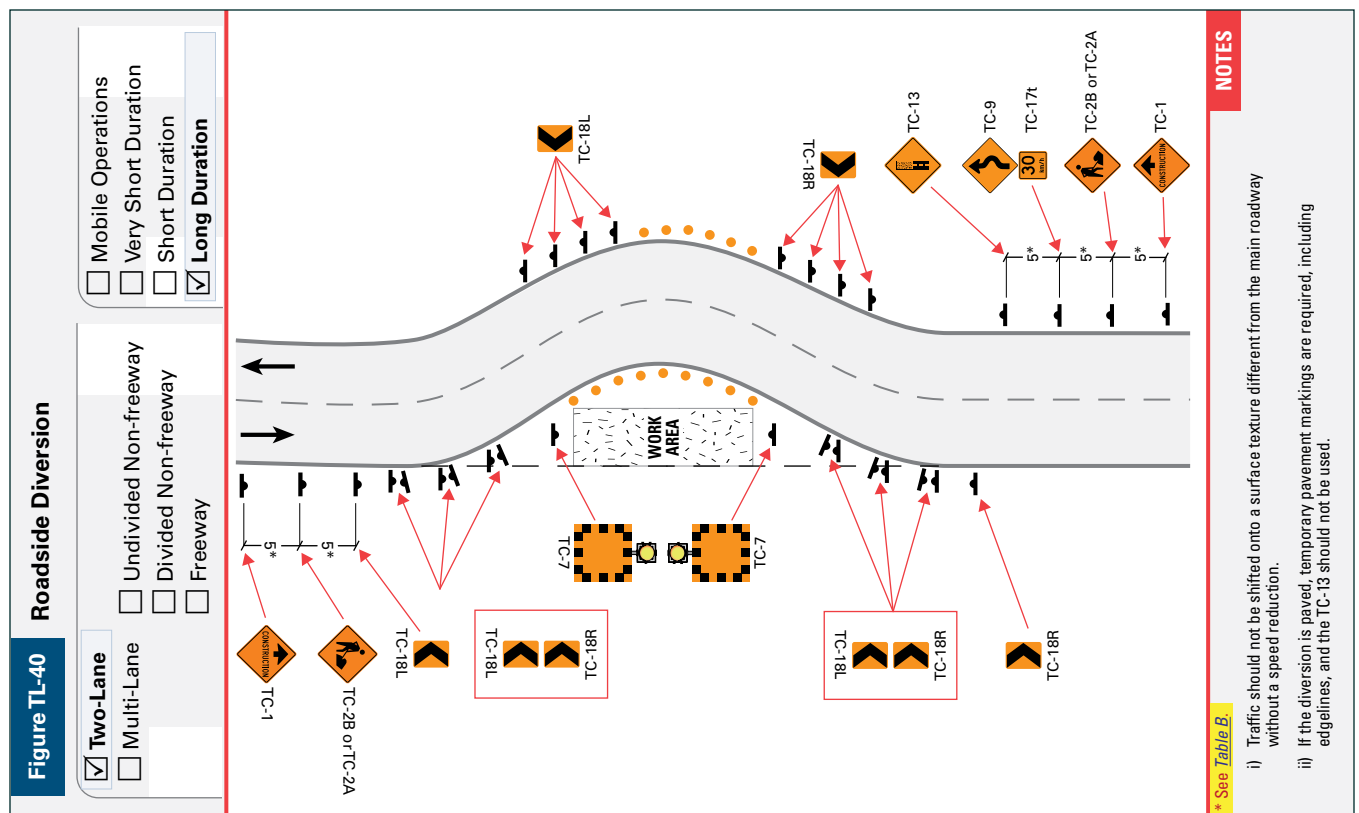 Figure TL-40
Roadside Diversion
☑ Two-Lane
☐ Multi-Lane
☐ Undivided Non-freeway
☐ Divided Non-freeway
☐ Freeway
☐ Mobile Operations
☐ Very Short Duration
☐ Short Duration
☑ Long Duration
CONSTRUCTION
TC-1
TC-2B or TC-2A
TC-18L
TC-18L
TC-18R
5*
5*
TC-7
TC-7
WORK
AREA
TC-18L
TC-18R
TC-18R
TC-18L
TC-18R
TC-13
TC-9
30
km/h
TC-17t
TC-2B or TC-2A
CONSTRUCTION
TC-1
5*
5*
5*
* See Table B.
NOTES
i) Traffic should not be shifted onto a surface texture different from the main roadway
without a speed reduction.
ii) If the diversion is paved, temporary pavement markings are required, including
edgelines, and the TC-13 should not be used.